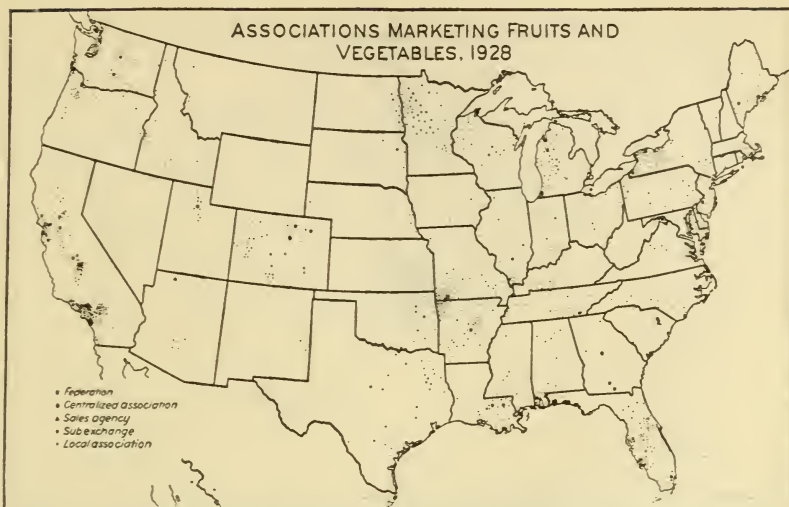 ASSOCIATIONS MARKETING FRUITS AND
VEGETABLES, 1928
Federation
Centralized association
Sales agency
Subexchange
Local association